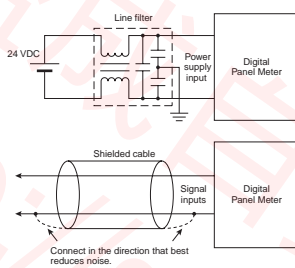 Line filter
24 VDC
Power
supply
input
Digital
Panel Meter
Shielded cable
Signal
inputs
Digital
Panel Meter
Connect in the direction that best
reduces noise.